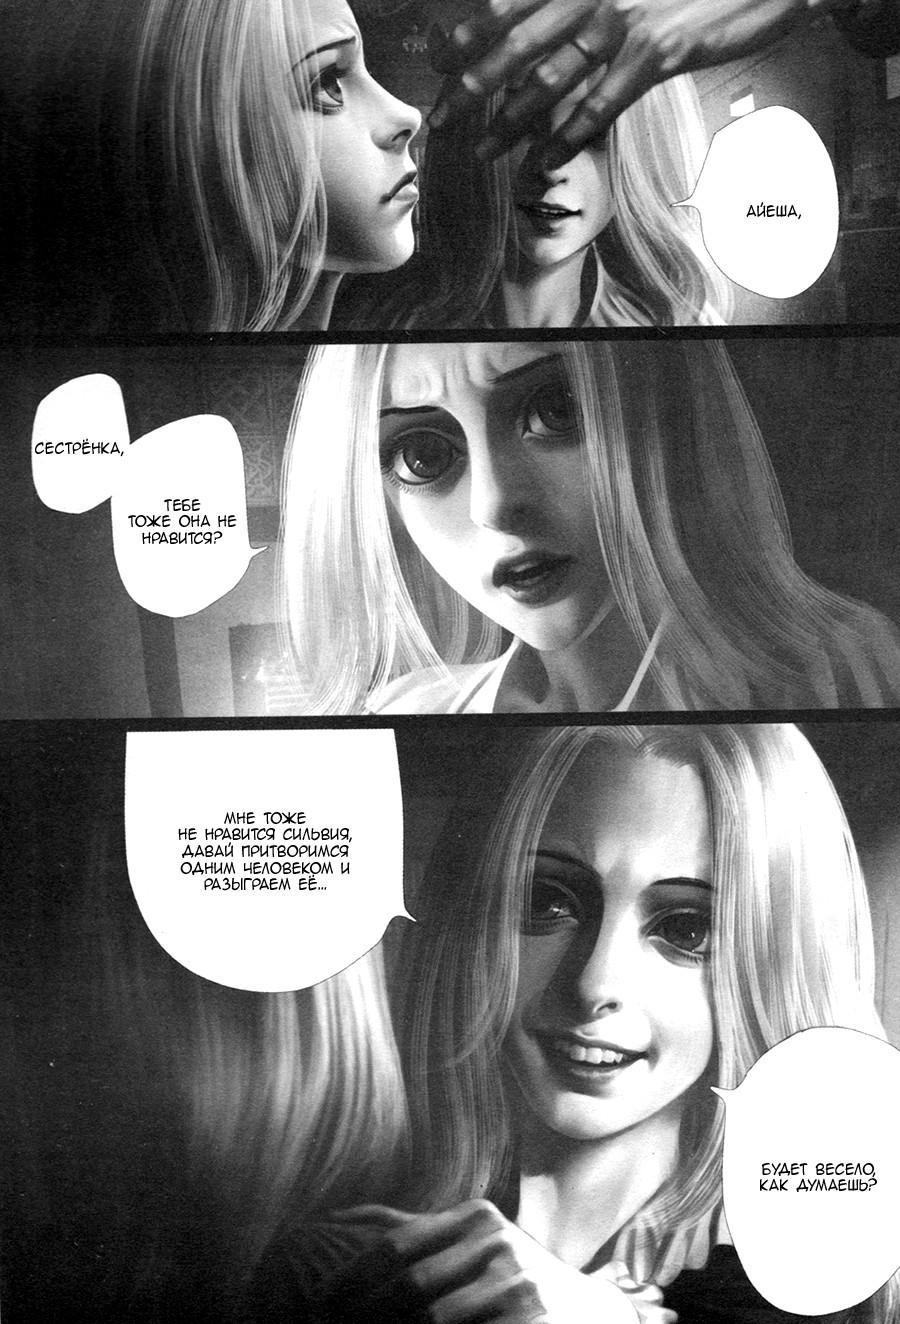 АЙЕША,
СЕСТРЁНКА,
ТЕБЕ
ТОЖЕ ОНА НЕ
НРАВИТСЯ?
МНЕ ТОЖЕ
НЕ НРАВИТСЯ СИЛЬВИЯ,
ДАВАЙ ПРИТВОРИМСЯ
ОДНИМ ЧЕЛОВЕКОМ И
РАЗЫГРАЕМ ЕЁ...
БУДЕТ ВЕСЕЛО,
КАК ДУМАЕШЬ?